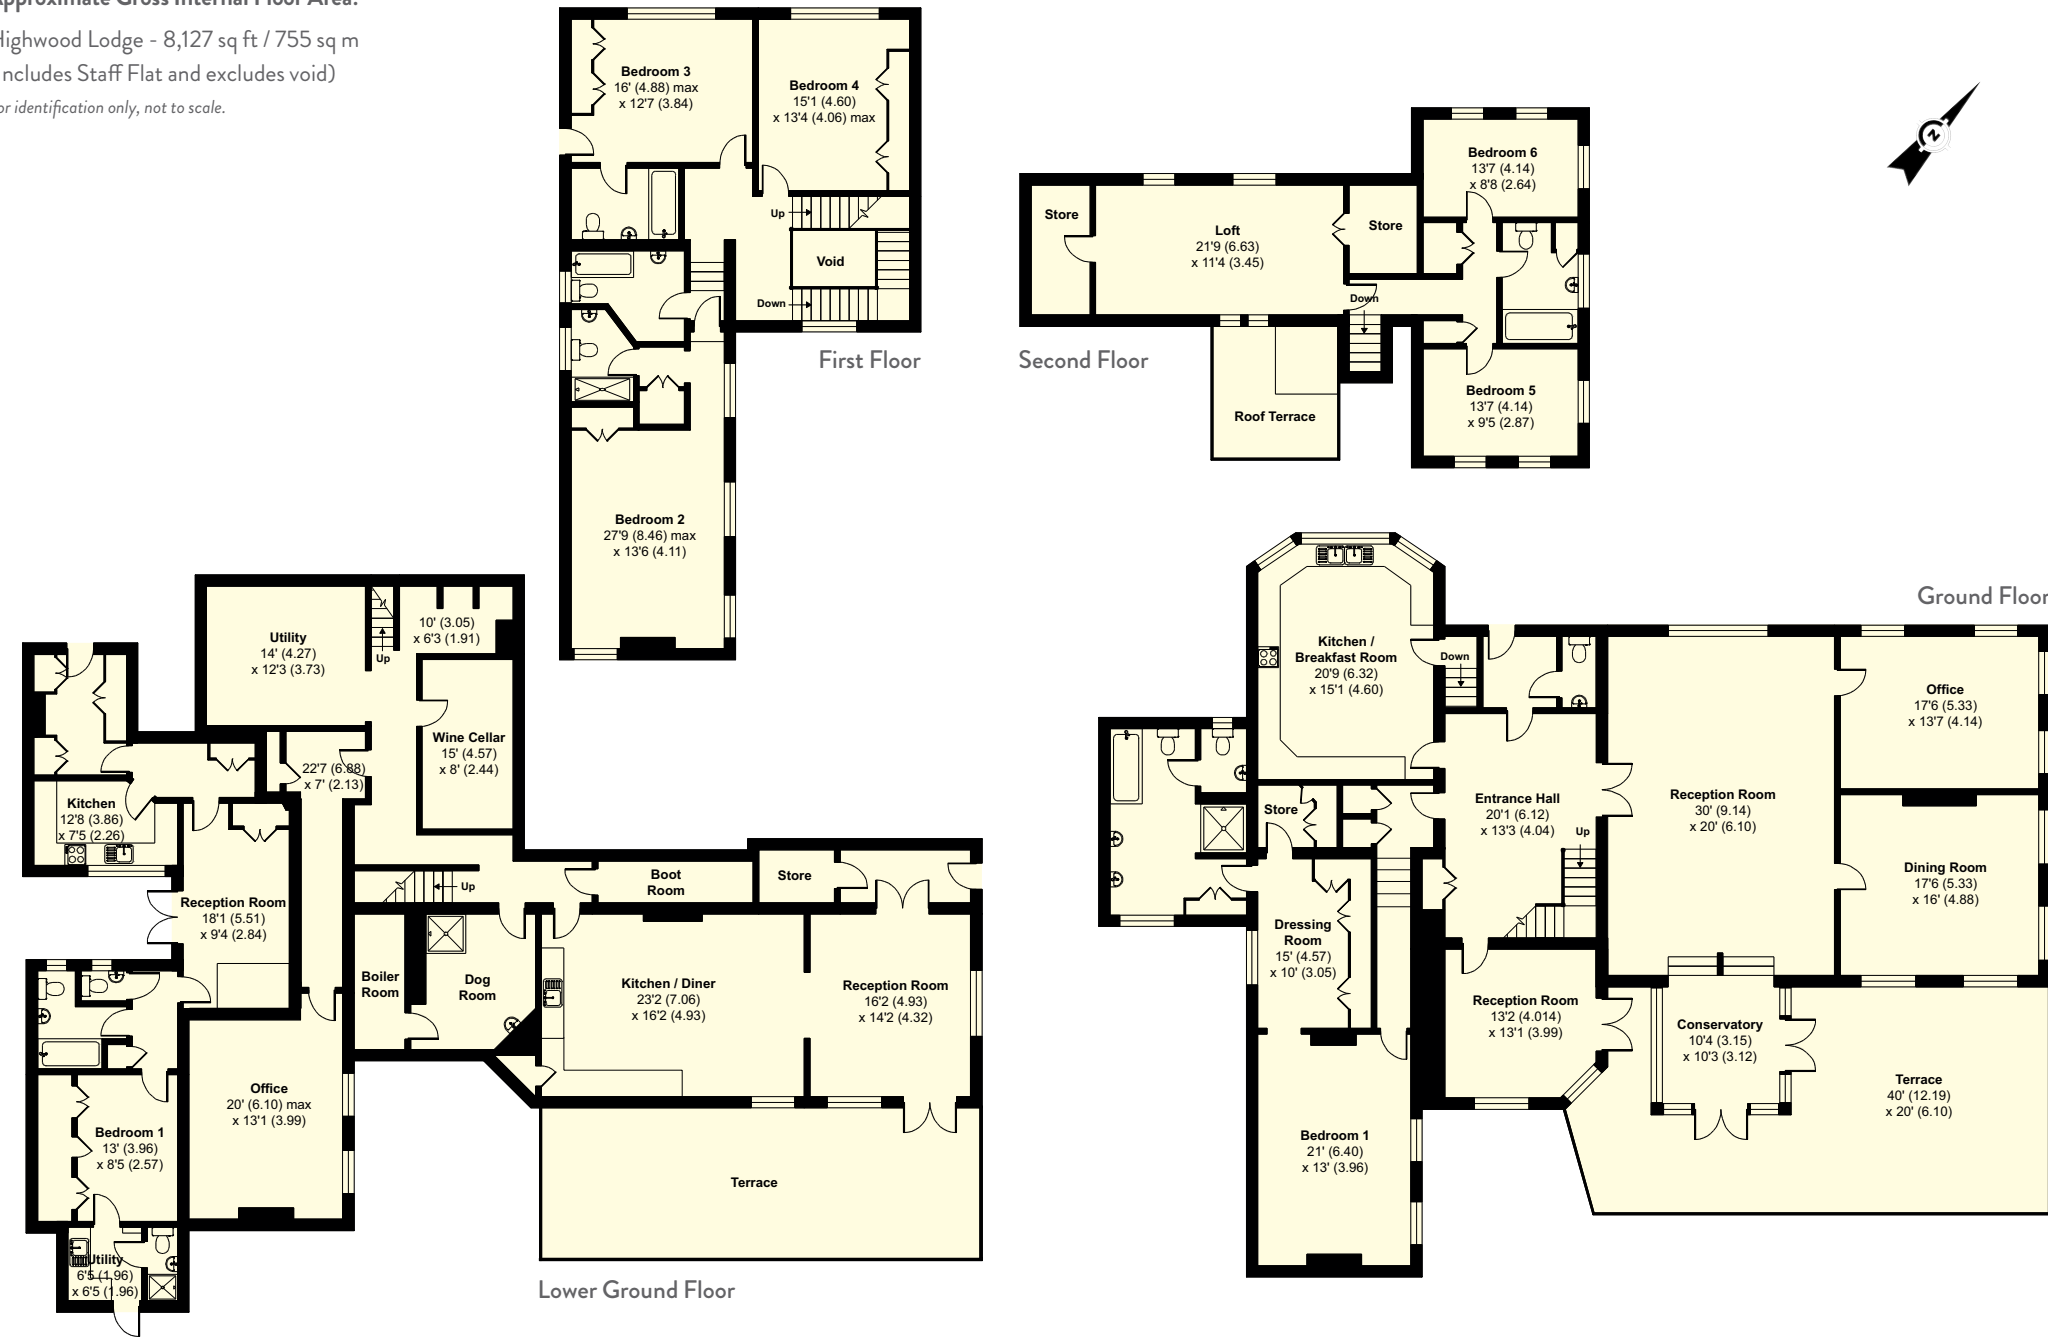 Approximate Gross Internal Floor Area:
Highwood Lodge - 8,127 sq ft / 755 sq m
(Includes Staff Flat and excludes void)
For identification only, not to scale.
Bedroom 3
16' (4.88) max
x 12'7 (3.84)
Bedroom 4
15'1 (4.60)
x 13'4 (4.06) max
Up
Void
Down
First Floor
Bedroom 2
27'9 (8.46) max
x 13'6 (4.11)
N
Bedroom 6
13'7 (4.14)
x 8'8 (2.64)
Store
Loft
21'9 (6.63)
x 11'4 (3.45)
Store
Down
Second Floor
Roof Terrace
Bedroom 5
13'7 (4.14)
x 9'5 (2.87)
Utility
14' (4.27)
x 12'3 (3.73)
Up
10' (3.05)
x 6'3 (1.91)
Wine Cellar
15' (4.57)
x 8' (2.44)
22'7 (6.88)
x 7' (2.13)
Kitchen
12'8 (3.86)
x 7'5 (2.26)
Reception Room
18'1 (5.51)
x 9'4 (2.84)
Up
Boot
Room
Store
Boiler
Room
Dog
Room
Kitchen / Diner
23'2 (7.06)
x 16'2 (4.93)
Reception Room
16'2 (4.93)
x 14'2 (4.32)
Office
20' (6.10) max
x 13'1 (3.99)
Bedroom 1
13' (3.96)
x 8'5 (2.57)
Utility
6'5 (1.96)
x 6'5 (1.96)
Terrace
Lower Ground Floor
Ground Floor
Kitchen /
Breakfast Room
20'9 (6.32)
x 15'1 (4.60)
Down
Store
Entrance Hall
20'1 (6.12)
x 13'3 (4.04)
Up
Reception Room
30' (9.14)
x 20' (6.10)
Office
17'6 (5.33)
x 13'7 (4.14)
Dining Room
17'6 (5.33)
x 16' (4.88)
Dressing
Room
15' (4.57)
x 10' (3.05)
Reception Room
13'2 (4.014)
x 13'1 (3.99)
Conservatory
10'4 (3.15)
x 10'3 (3.12)
Terrace
40' (12.19)
x 20' (6.10)
Bedroom 1
21' (6.40)
x 13' (3.96)